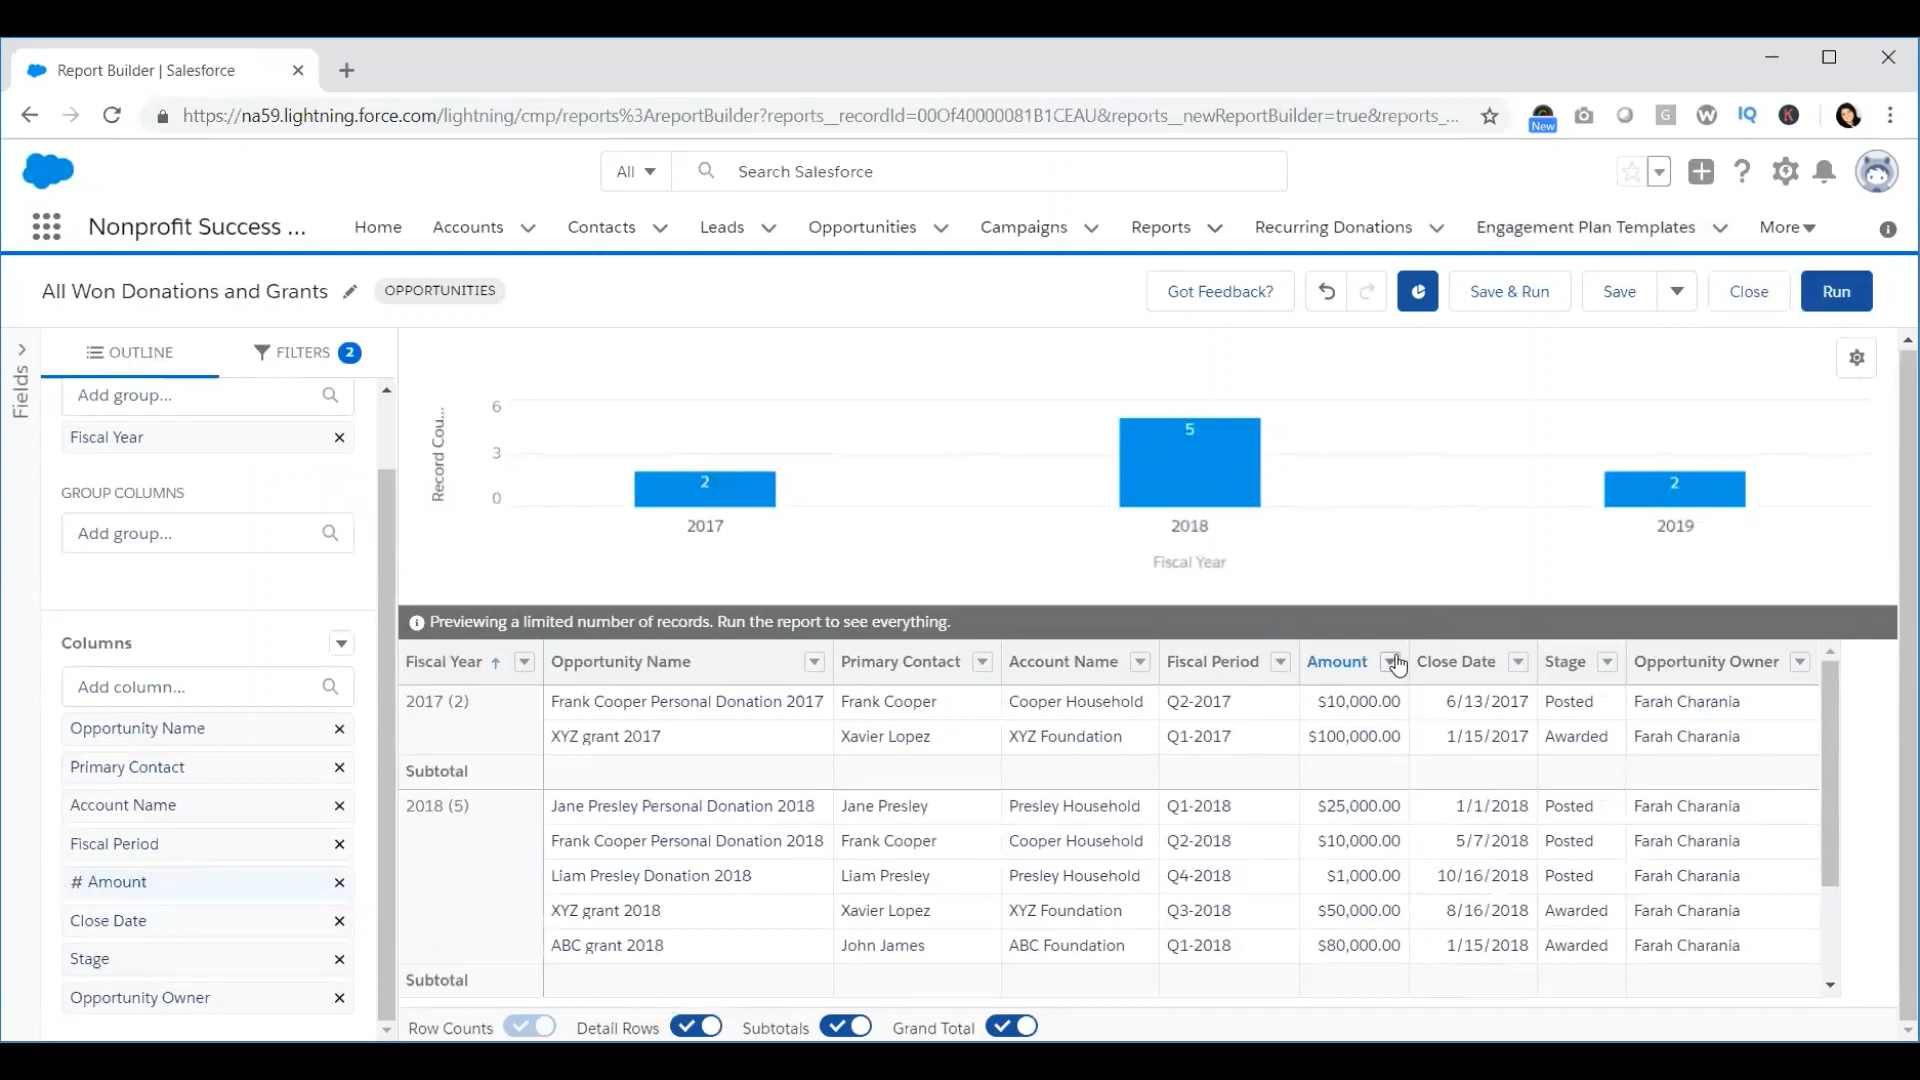 Report Builder | Salesforce
https://na59.lightning.force.com/lightning/cmp/reports%3AreportBuilder?reports__recordId=00Of40000081B1CEAU&reports__newReportBuilder=true&reports_...
New
G
W
IQ
K
All
Search Salesforce
Nonprofit Success ...
Home
Accounts
Contacts
Leads
Opportunities
Campaigns
Reports
Recurring Donations
Engagement Plan Templates
More
All Won Donations and Grants
OPPORTUNITIES
Got Feedback?
Save & Run
Save
Close
Run
Fields
OUTLINE
FILTERS 2
Add group...
Fiscal Year
GROUP COLUMNS
Add group...
Columns
Add column...
Opportunity Name
Primary Contact
Account Name
Fiscal Period
# Amount
Close Date
Stage
Opportunity Owner
Record Cou...
6
3
0
2
5
2
2017
2018
2019
Fiscal Year
Previewing a limited number of records. Run the report to see everything.
Fiscal Year ↑ Opportunity Name Primary Contact Account Name Fiscal Period Amount Close Date Stage Opportunity Owner
2017 (2) Frank Cooper Personal Donation 2017 Frank Cooper Cooper Household Q2-2017 $10,000.00 6/13/2017 Posted Farah Charania
XYZ grant 2017 Xavier Lopez XYZ Foundation Q1-2017 $100,000.00 1/15/2017 Awarded Farah Charania
Subtotal
2018 (5) Jane Presley Personal Donation 2018 Jane Presley Presley Household Q1-2018 $25,000.00 1/1/2018 Posted Farah Charania
Frank Cooper Personal Donation 2018 Frank Cooper Cooper Household Q2-2018 $10,000.00 5/7/2018 Posted Farah Charania
Liam Presley Donation 2018 Liam Presley Presley Household Q4-2018 $1,000.00 10/16/2018 Posted Farah Charania
XYZ grant 2018 Xavier Lopez XYZ Foundation Q3-2018 $50,000.00 8/16/2018 Awarded Farah Charania
ABC grant 2018 John James ABC Foundation Q1-2018 $80,000.00 1/15/2018 Awarded Farah Charania
Subtotal
Row Counts
Detail Rows
Subtotals
Grand Total